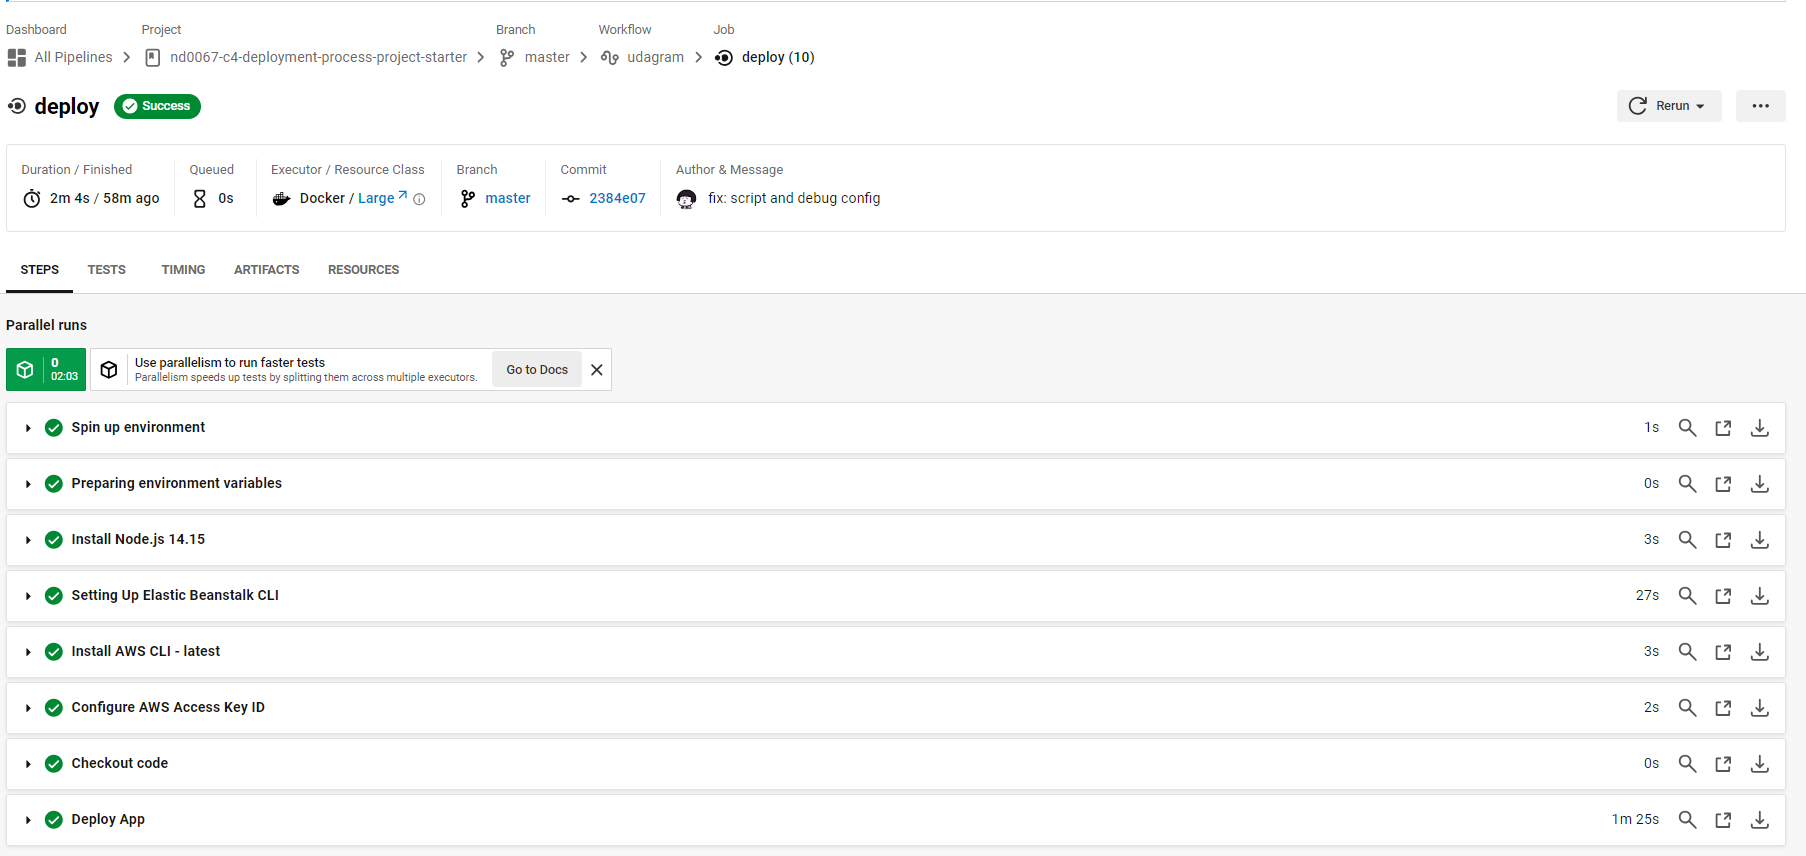 Dashboard Project Branch Workflow Job
All Pipelines nd0067-c4-deployment-process-project-starter master udagram deploy (10)
deploy Success Rerun
Duration / Finished Queued Executor / Resource Class Branch Commit Author & Message
2m 4s / 58m ago 0s Docker / Large master 2384e07 fix: script and debug config
STEPS TESTS TIMING ARTIFACTS RESOURCES
Parallel runs
0
02:03
Use parallelism to run faster tests
Parallelism speeds up tests by splitting them across multiple executors.
Go to Docs
Spin up environment 1s
Preparing environment variables 0s
Install Node.js 14.15 3s
Setting Up Elastic Beanstalk CLI 27s
Install AWS CLI - latest 3s
Configure AWS Access Key ID 2s
Checkout code 0s
Deploy App 1m 25s